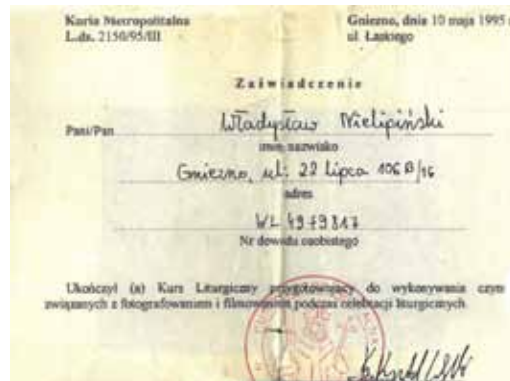 Kuria Metropolitalna
Gniezno, dnia 10 maja 1995
L.dz. 2150/95/III
ul. Łaskiego
Zaświadczenie
Pani/Pan Władysław Nielipiński
imię, nazwisko
Gniezno, ul. 22 Lipca 106 B/16
adres
WL 4979817
Nr dowodu osobistego
Ukończył (a) Kurs Liturgiczny przygotowujący do wykonywania czyn
związanych z fotografowaniem i filmowaniem podczas celebracji liturgicznych